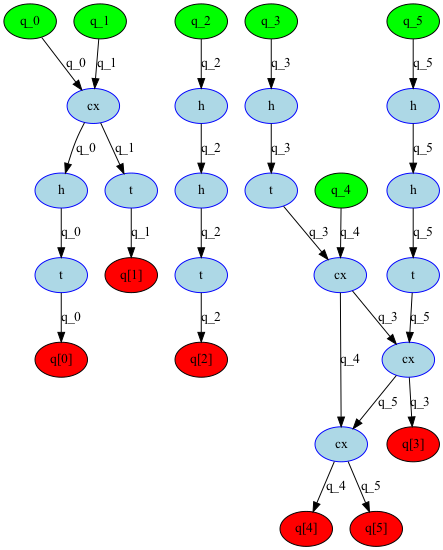 q_0 q_1 q_2 q_3 q_5
q_0 q_1 q_2 q_3 q_5
cx h h h
q_0 q_1 q_2 q_3 q_5
h t h t q_4 h
q_0 q_1 q_2 q_3 q_4 q_5
t q[1] t cx t
q_0 q_2 q_4 q_3 q_5
q[0] q[2] cx
q_5 q_3
cx q[3]
q_4 q_5
q[4] q[5]